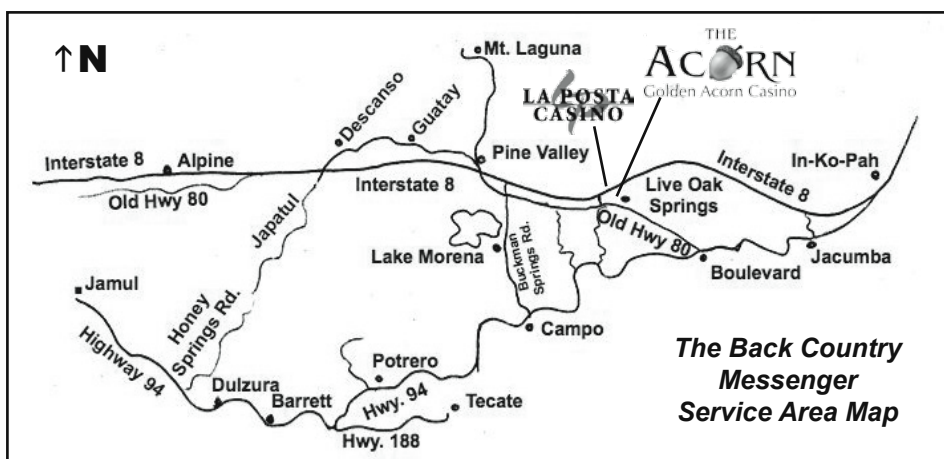 ↑N
Mt. Laguna
THE
ACORN
Golden Acorn Casino
LA POSTA
CASINO
Descanso
Guatay
Interstate 8
Alpine
Pine Valley
In-Ko-Pah
Old Hwy 80
Interstate 8
Live Oak
Springs
Interstate 8
Japatul
Old Hwy 80
Lake Morena
Buckman
Springs Rd.
Boulevard
Jacumba
Jamul
Honey
Springs Rd.
Campo
Highway 94
Potrero
Dulzura
Barrett
Hwy. 94
Tecate
Hwy. 188
The Back Country
Messenger
Service Area Map